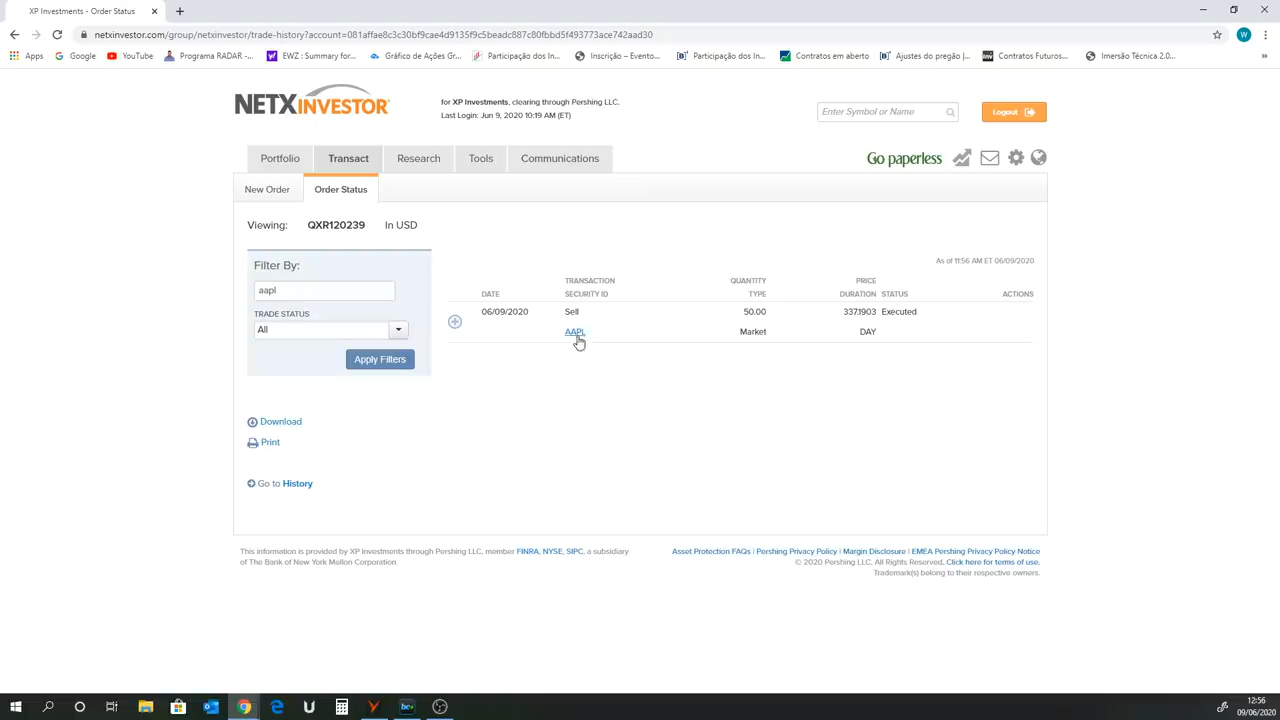 XP Investments - Order Status
netxinvestor.com/group/netxinvestor/trade-history?account=081affae8c3c30bf9cae4d9135f9c5beadc887c80fbbd5f493773ace742aad30
W
Apps Google YouTube Programa RADAR -... EWZ : Summary for... Gráfico de Ações Gr... Participação dos In... Inscrição – Evento... Participação dos In... Contratos em aberto Ajustes do pregão |... Contratos Futuros... Imersão Técnica 2.0... »
NETXINVESTOR
for XP Investments, clearing through Pershing LLC.
Last Login: Jun 9, 2020 10:19 AM (ET)
Enter Symbol or Name
Logout
Portfolio Transact Research Tools Communications
Go paperless
New Order Order Status
Viewing: QXR120239 In USD
As of 11:56 AM ET 06/09/2020
Filter By:
aapl
TRADE STATUS
All
Apply Filters
TRANSACTION QUANTITY PRICE
DATE SECURITY ID TYPE DURATION STATUS ACTIONS
06/09/2020 Sell 50.00 337.1903 Executed
AAPL Market DAY
Download
Print
Go to History
This information is provided by XP Investments through Pershing LLC, member FINRA, NYSE, SIPC, a subsidiary
of The Bank of New York Mellon Corporation
Asset Protection FAQs | Pershing Privacy Policy | Margin Disclosure | EMEA Pershing Privacy Policy Notice
© 2020 Pershing LLC. All Rights Reserved. Click here for terms of use.
Trademark(s) belong to their respective owners.
12:56
09/06/2020